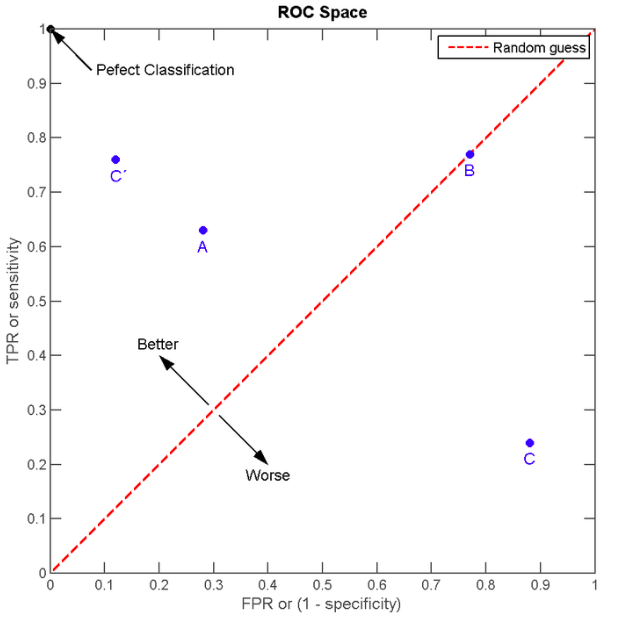 ROC Space
1
0.9
0.8
0.7
0.6
0.5
0.4
0.3
0.2
0.1
0
TPR or sensitivity
Random guess
Pefect Classification
C´
B
A
Better
Worse
C
0
0.1
0.2
0.3
0.4
0.5
0.6
0.7
0.8
0.9
1
FPR or (1 - specificity)